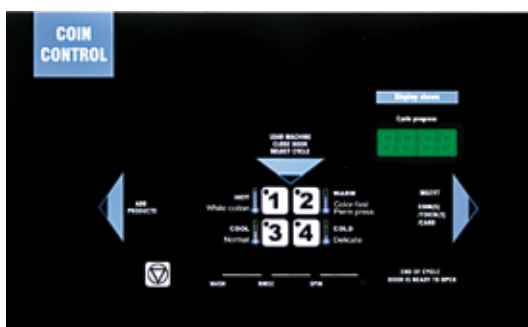 COIN
CONTROL
Display shows
Cycle progress
LOAD MACHINE
CLOSE DOOR
SELECT CYCLE
ADD
PRODUCTS
HOT
White cotton
1
2
WARM
Color fast
Perm press
COOL
Normal
3
4
COLD
Delicate
INSERT
COIN(S)
/TOKEN(S)
/CARD
WASH
RINSE
SPIN
END OF CYCLE
DOOR IS READY TO OPEN